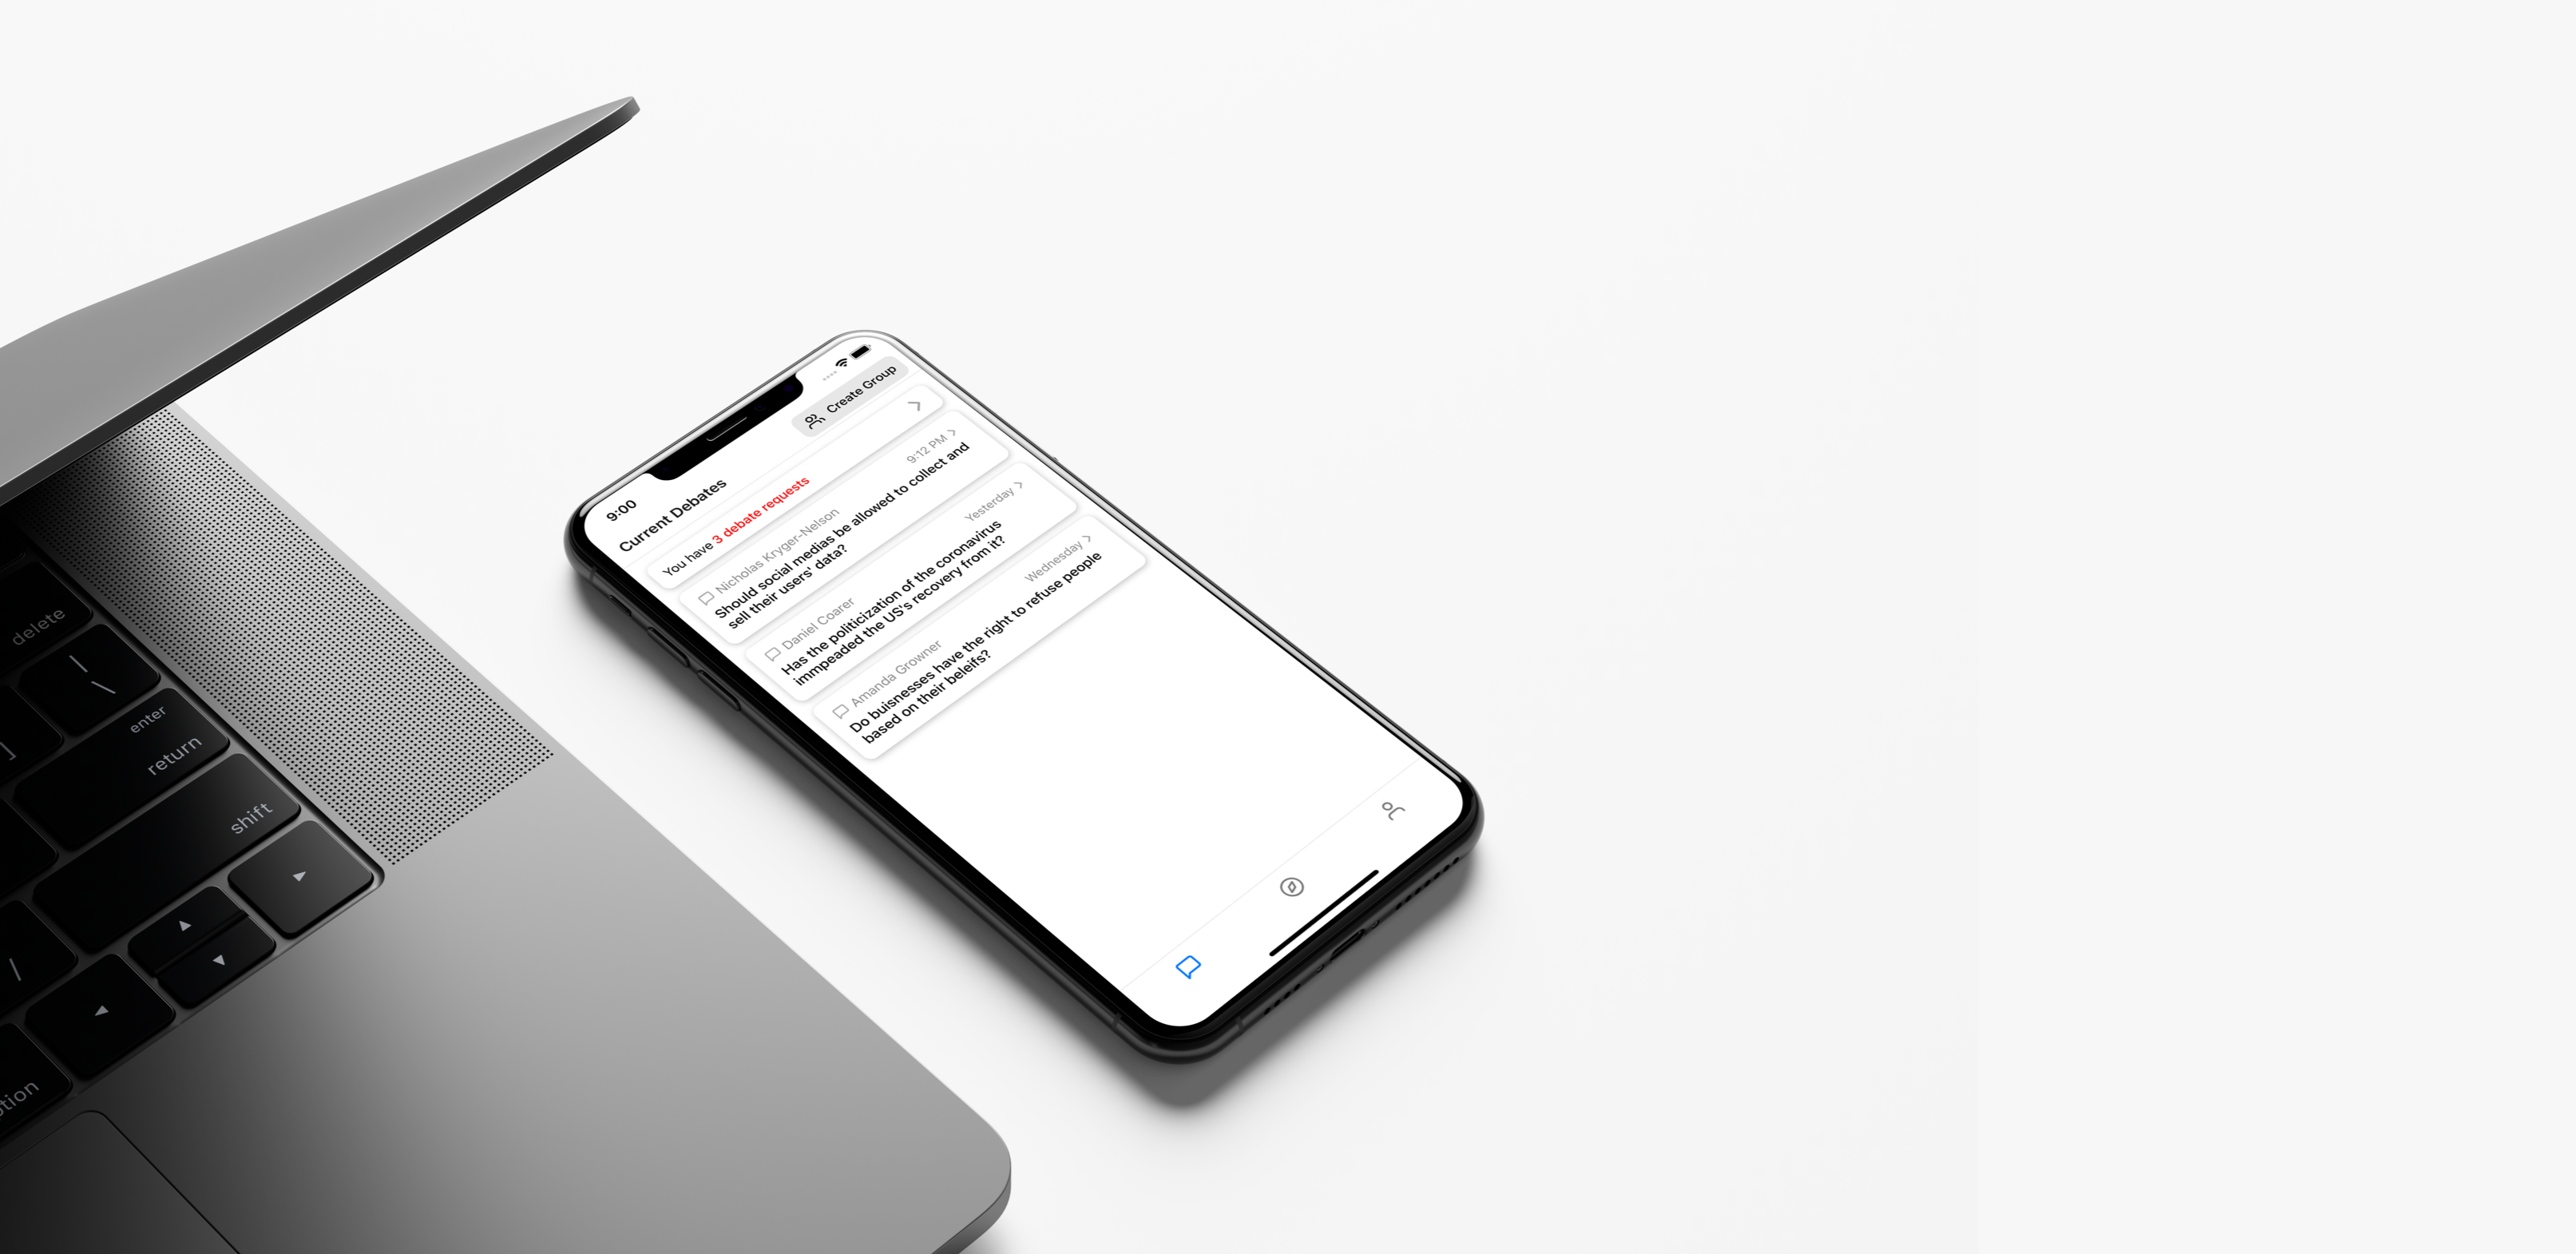 9:00
Current Debates
Create Group
You have 3 debate requests
Nicholas Kryger-Nelson
9:12 PM
Should social medias be allowed to collect and
sell their users' data?
Daniel Coarer
Yesterday
Has the politicization of the coronavirus
immpeaded the US's recovery from it?
Amanda Growner
Wednesday
Do buisnesses have the right to refuse people
based on their beleifs?
delete
|
\
]
enter
return
shift
/